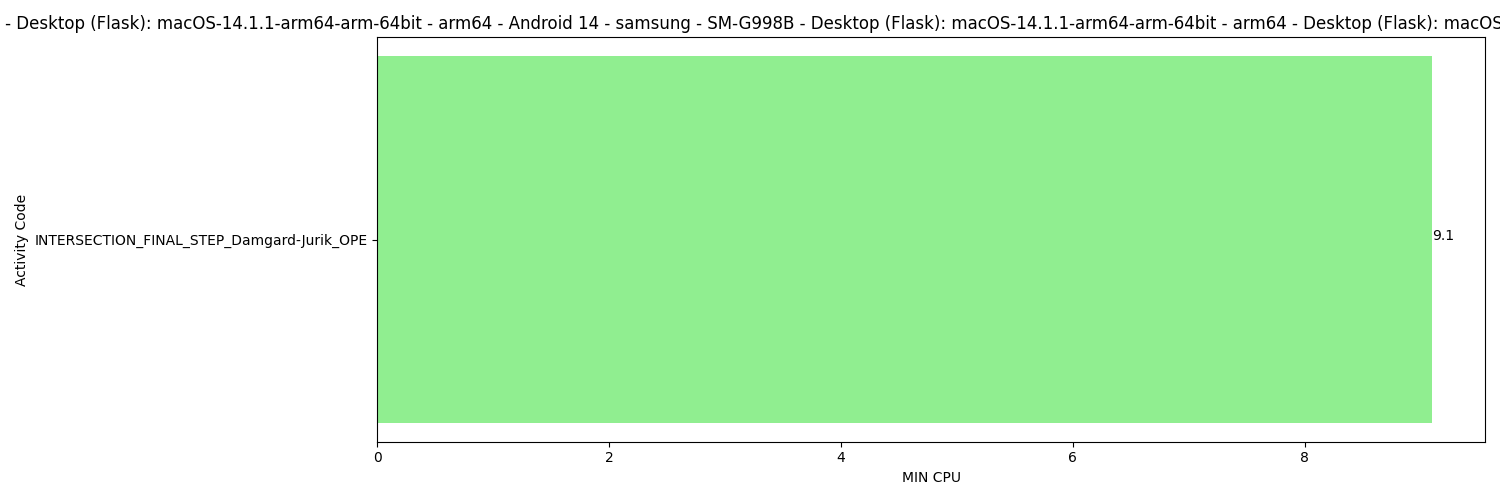 - Desktop (Flask): macOS-14.1.1-arm64-arm-64bit - arm64 - Android 14 - samsung - SM-G998B - Desktop (Flask): macOS-14.1.1-arm64-arm-64bit - arm64 - Desktop (Flask): macOS
Activity Code
INTERSECTION_FINAL_STEP_Damgard-Jurik_OPE
9.1
0 2 4 6 8
MIN CPU